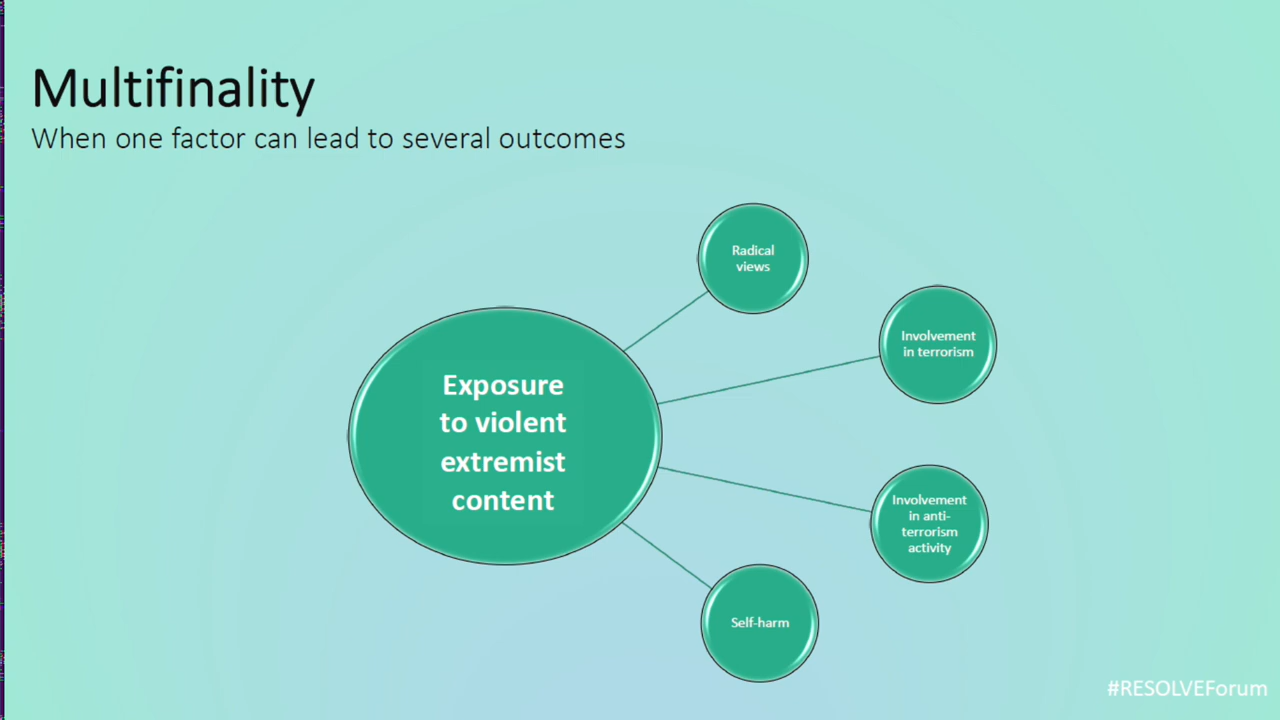 Multifinality
When one factor can lead to several outcomes
Radical
views
Involvement
in terrorism
Exposure
to violent
extremist
content
Involvement
in anti-
terrorism
activity
Self-harm
#RESOLVEForum